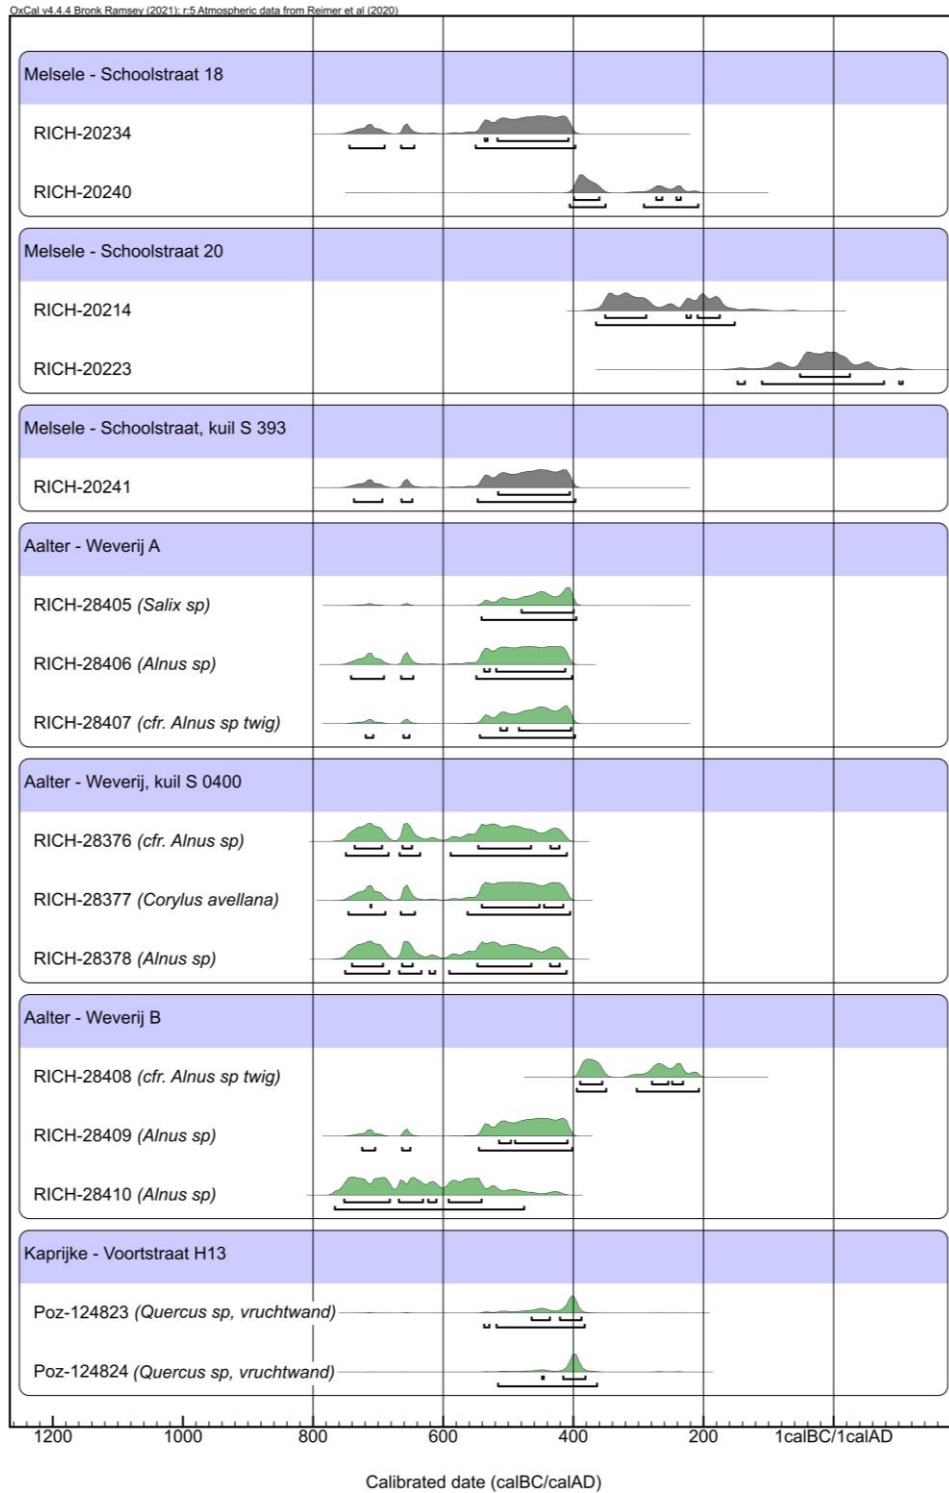 OxCal v4.4.4 Bronk Ramsey (2021); r:5 Atmospheric data from Reimer et al (2020)
Melsele - Schoolstraat 18
RICH-20234
RICH-20240
Melsele - Schoolstraat 20
RICH-20214
RICH-20223
Melsele - Schoolstraat, kuil S 393
RICH-20241
Aalter - Weverij A
RICH-28405 (Salix sp)
RICH-28406 (Alnus sp)
RICH-28407 (cfr. Alnus sp twig)
Aalter - Weverij, kuil S 0400
RICH-28376 (cfr. Alnus sp)
RICH-28377 (Corylus avellana)
RICH-28378 (Alnus sp)
Aalter - Weverij B
RICH-28408 (cfr. Alnus sp twig)
RICH-28409 (Alnus sp)
RICH-28410 (Alnus sp)
Kaprijke - Voortstraat H13
Poz-124823 (Quercus sp, vruchtwand)
Poz-124824 (Quercus sp, vruchtwand)
1200 1000 800 600 400 200 1calBC/1calAD
Calibrated date (calBC/calAD)